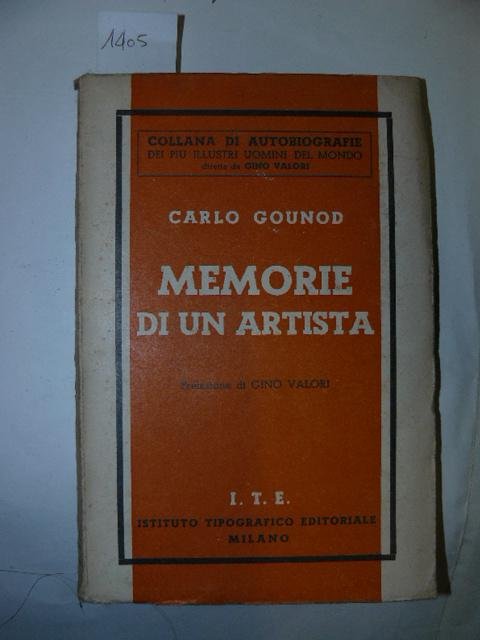 1405
COLLANA DI AUTOBIOGRAFIE
DEI PIU ILLUSTRI UOMINI DEL MONDO
diretta da GINO VALORI
CARLO GOUNOD
MEMORIE
DI UN ARTISTA
Prefazione di GINO VALORI
I. T. E.
ISTITUTO TIPOGRAFICO EDITORIALE
MILANO